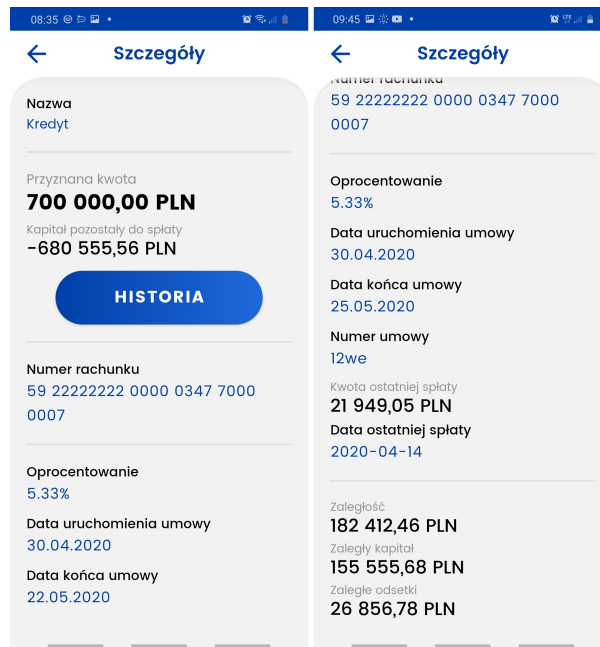 08:35
Szczegóły
Nazwa
Kredyt
Przyznana kwota
700 000,00 PLN
Kapitał pozostały do spłaty
-680 555,56 PLN
HISTORIA
Numer rachunku
59 22222222 0000 0347 7000
0007
Oprocentowanie
5.33%
Data uruchomienia umowy
30.04.2020
Data końca umowy
22.05.2020
09:45
LTE
Szczegóły
Numer rachunku
59 22222222 0000 0347 7000
0007
Oprocentowanie
5.33%
Data uruchomienia umowy
30.04.2020
Data końca umowy
25.05.2020
Numer umowy
12we
Kwota ostatniej spłaty
21 949,05 PLN
Data ostatniej spłaty
2020-04-14
Zaległość
182 412,46 PLN
Zaległy kapitał
155 555,68 PLN
Zaległe odsetki
26 856,78 PLN